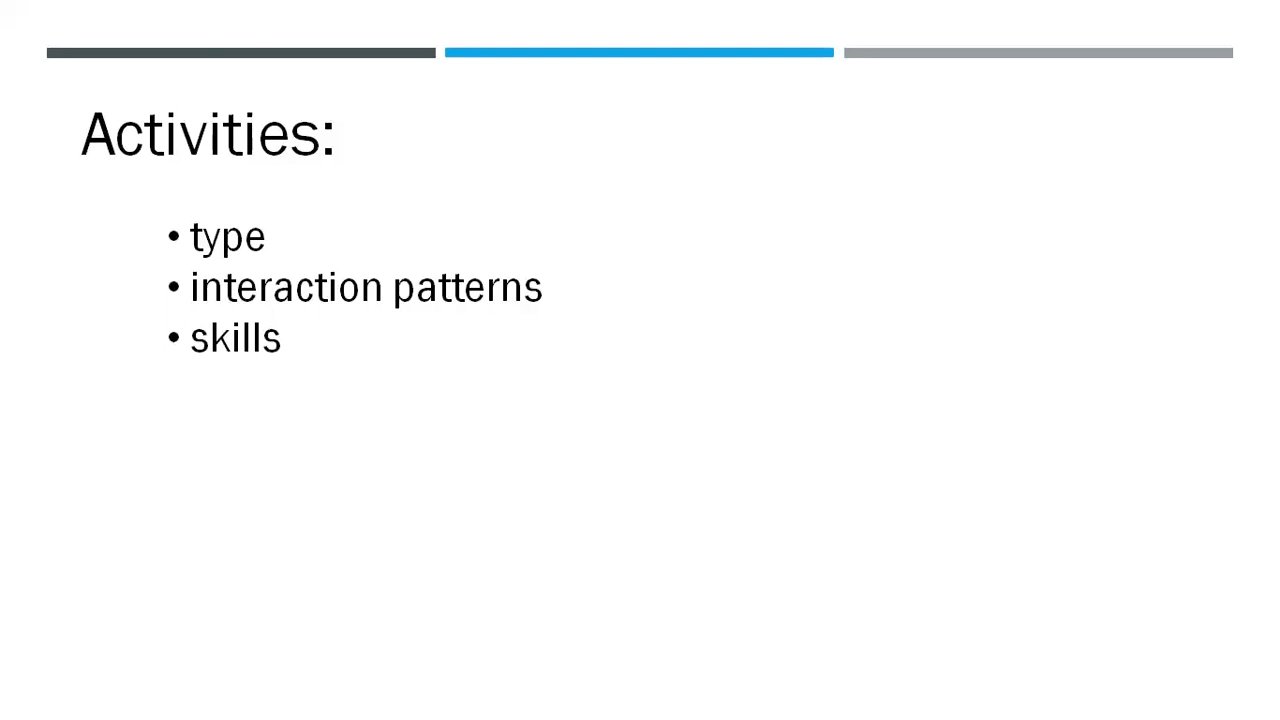 Activities:
• type
• interaction patterns
• skills